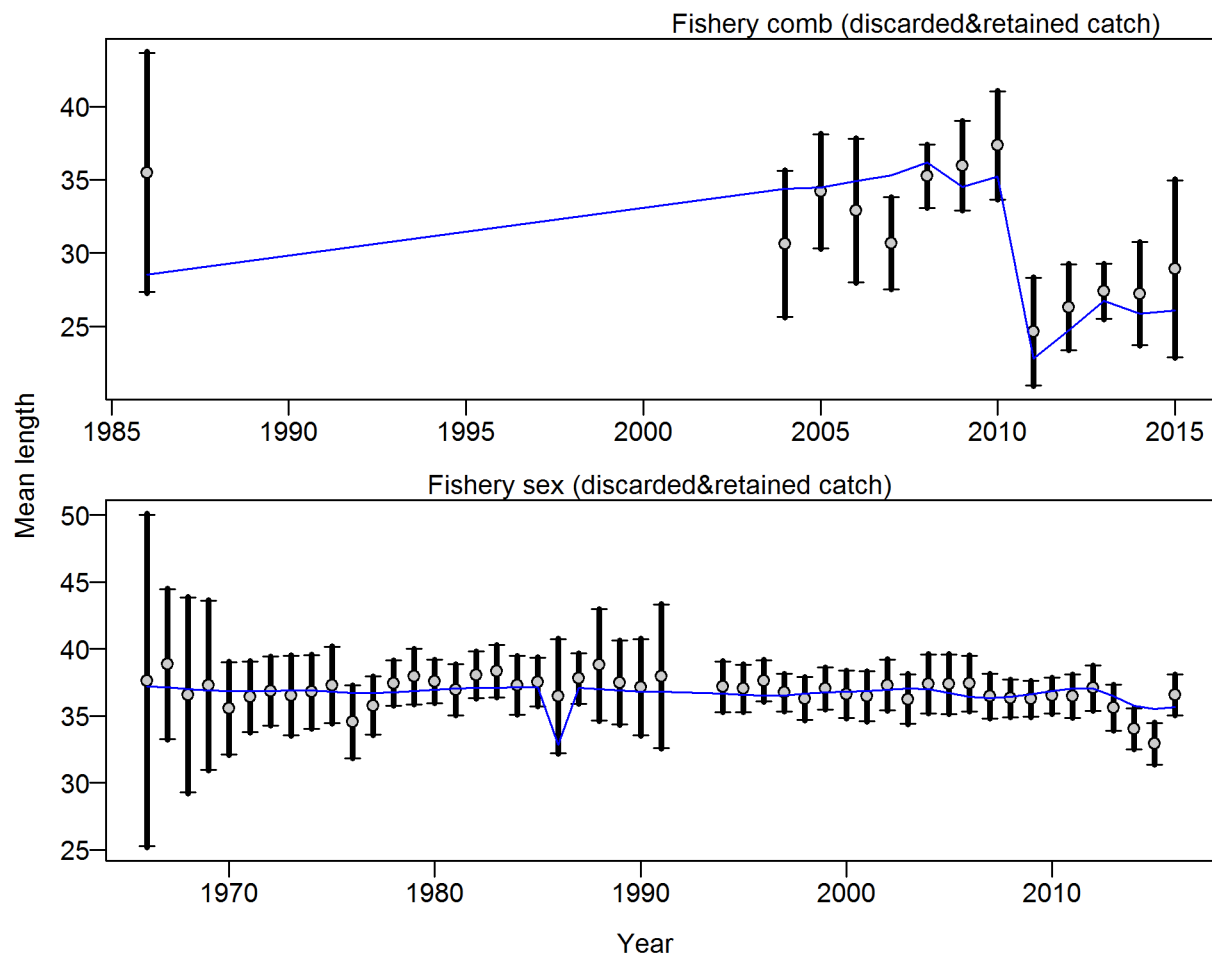 Fishery comb (discarded&retained catch)
40
35
30
25
1985 1990 1995 2000 2005 2010 2015
Mean length
Fishery sex (discarded&retained catch)
50
45
40
35
30
25
1970 1980 1990 2000 2010
Year